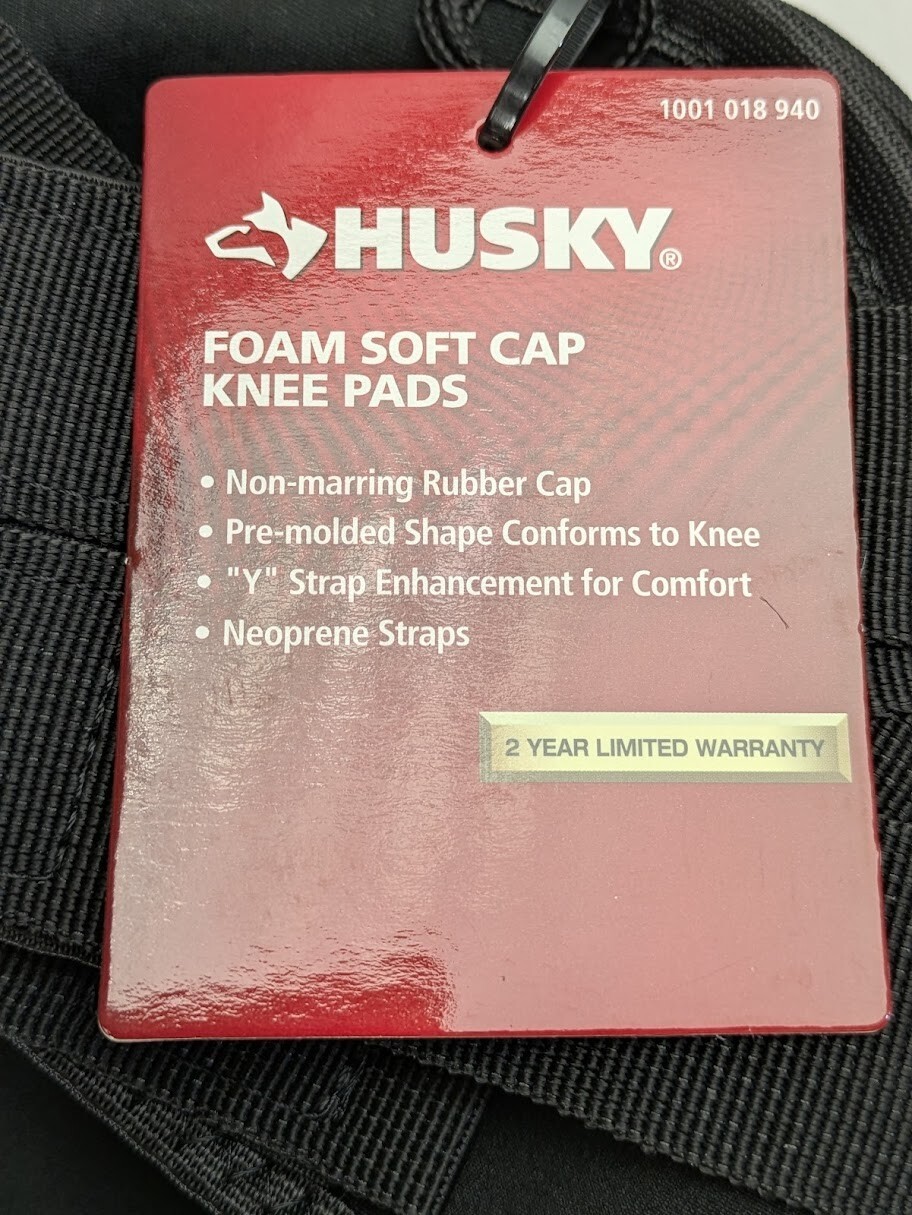 1001 018 940
HUSKY®
FOAM SOFT CAP
KNEE PADS
• Non-marring Rubber Cap
• Pre-molded Shape Conforms to Knee
• "Y" Strap Enhancement for Comfort
• Neoprene Straps
2 YEAR LIMITED WARRANTY